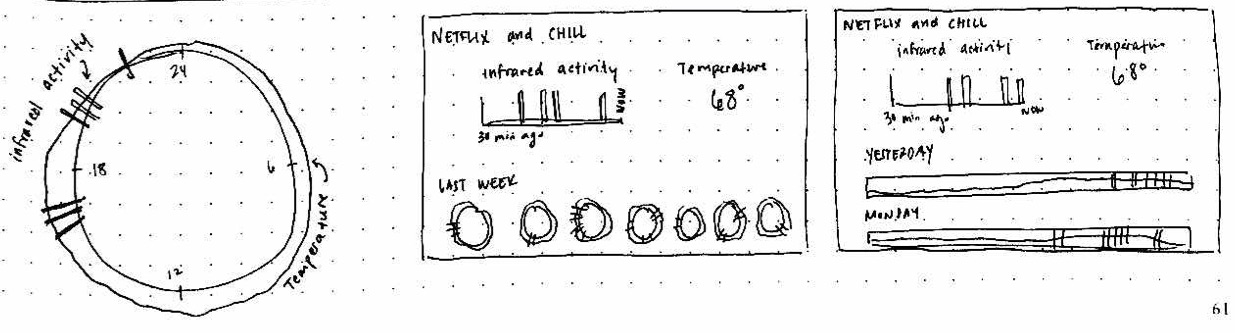 infrared activity
24
18
6
12
Temperature
NETFLIX and CHILL
infrared activity
Temperature
68°
30 min ago
NOW
LAST WEEK
NETFLIX and CHILL
infrared activity
Temperature
68°
30 min ago
NOW
YESTERDAY
MONDAY
61